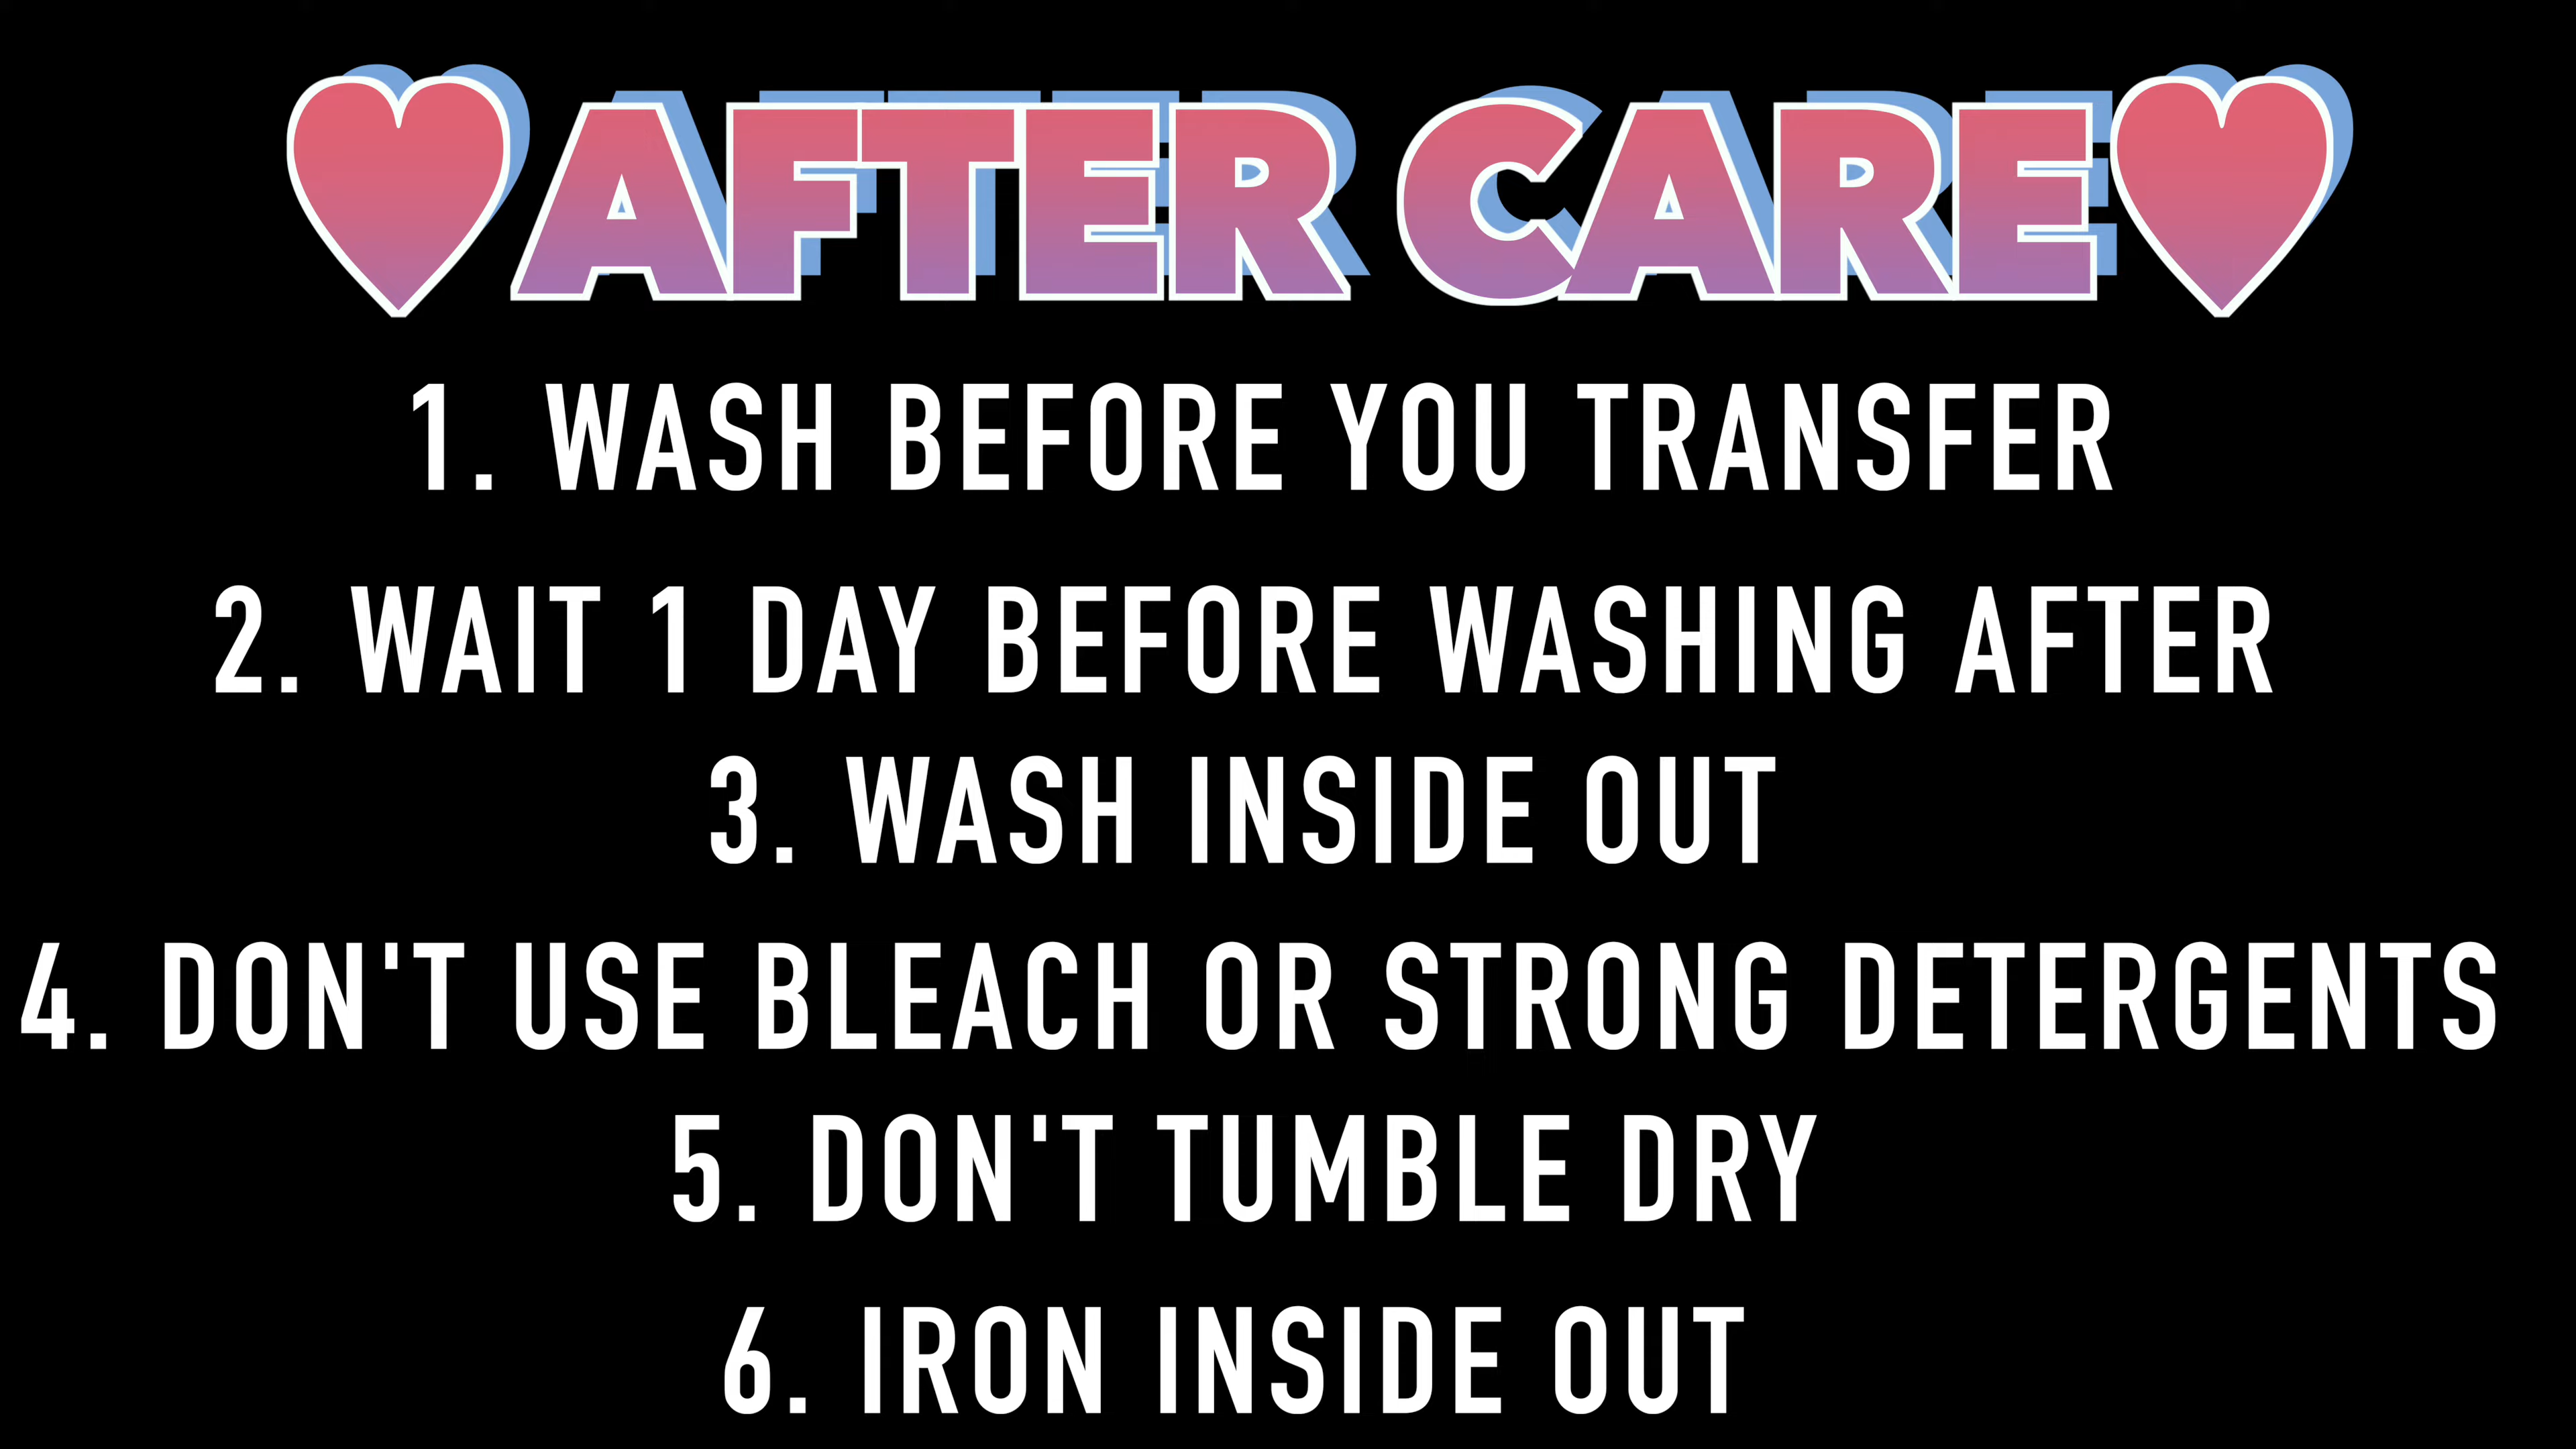 ♥AFTER CARE♥
1. WASH BEFORE YOU TRANSFER
2. WAIT 1 DAY BEFORE WASHING AFTER
3. WASH INSIDE OUT
4. DON'T USE BLEACH OR STRONG DETERGENTS
5. DON'T TUMBLE DRY
6. IRON INSIDE OUT